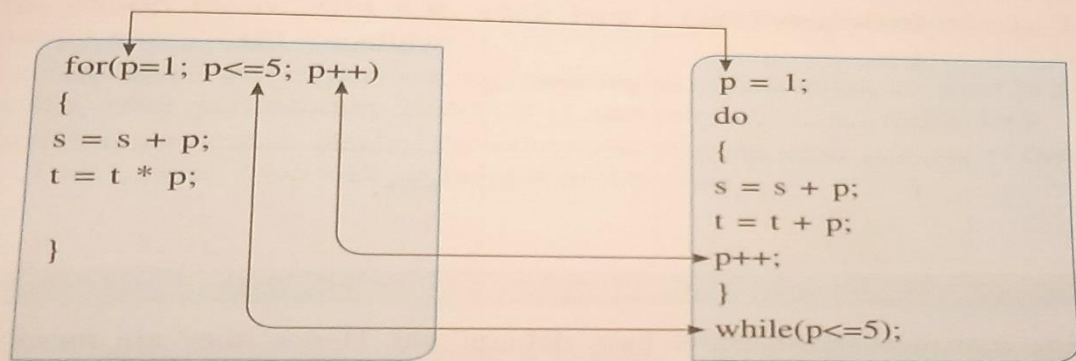 for(p=1; p<=5; p++)
{
s = s + p;
t = t * p;
}
p = 1;
do
{
s = s + p;
t = t + p;
p++;
}
while(p<=5);